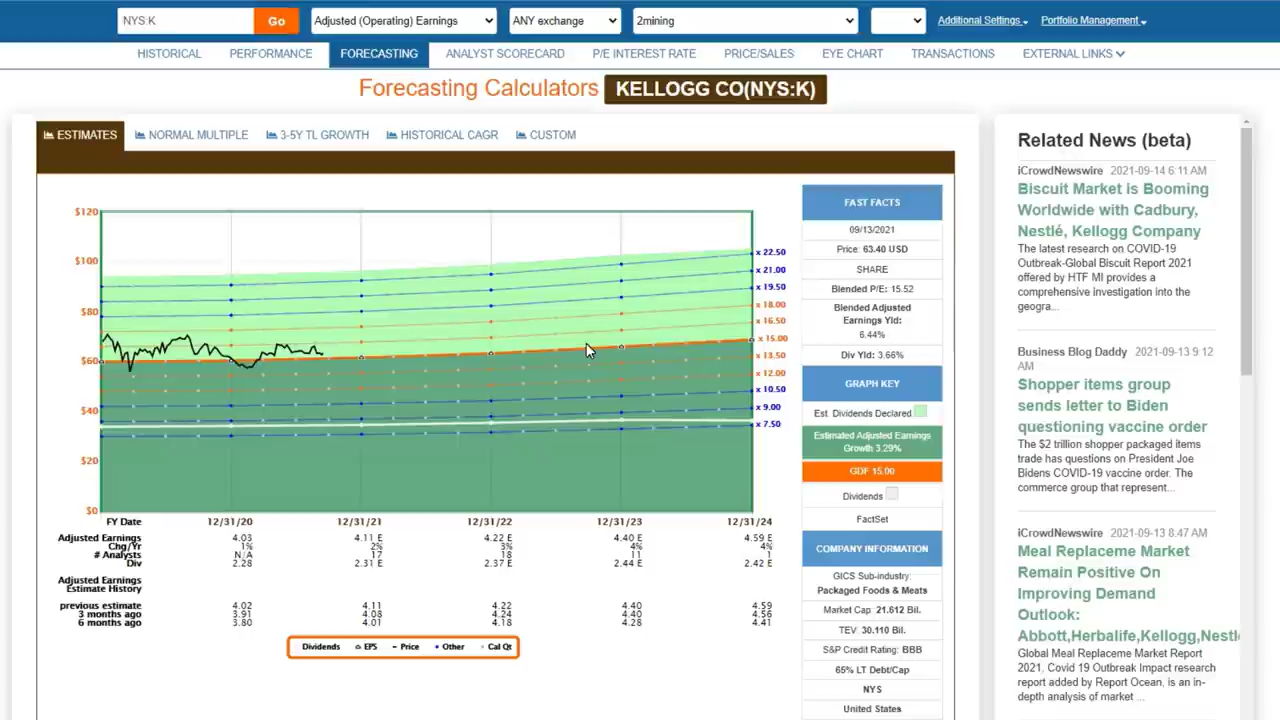 NYS K
Go
Adjusted (Operating) Earnings
ANY exchange
2mining
Additional Settings
Portfolio Management
HISTORICAL
PERFORMANCE
FORECASTING
ANALYST SCORECARD
P/E INTEREST RATE
PRICE/SALES
EYE CHART
TRANSACTIONS
EXTERNAL LINKS
Forecasting Calculators KELLOGG CO(NYS:K)
ESTIMATES
NORMAL MULTIPLE
3-5Y TL GROWTH
HISTORICAL CAGR
CUSTOM
$120
$100
$80
$60
$40
$20
$0
x 22.50
x 21.00
x 19.50
x 18.00
x 16.50
x 15.00
x 13.50
x 12.00
x 10.50
x 9.00
x 7.50
FY Date 12/31/20 12/31/21 12/31/22 12/31/23 12/31/24
Adjusted Earnings 4.03 4.11 E 4.22 E 4.40 E 4.59 E
Chg/Yr 1% 2% 3% 4% 4%
# Analysts N/A 17 18 11 1
Div 2.28 2.31 E 2.37 E 2.44 E 2.42 E
Adjusted Earnings
Estimate History
previous estimate 4.02 4.11 4.22 4.40 4.59
3 months ago 3.91 4.08 4.24 4.40 4.56
6 months ago 3.80 4.01 4.18 4.28 4.41
Dividends EPS Price Other Cal Qt
FAST FACTS
09/13/2021
Price: 63.40 USD
SHARE
Blended P/E: 15.52
Blended Adjusted
Earnings Yld:
6.44%
Div Yld: 3.66%
GRAPH KEY
Est. Dividends Declared
Estimated Adjusted Earnings
Growth 3.29%
GDF 15.00
Dividends
FactSet
COMPANY INFORMATION
GICS Sub-industry:
Packaged Foods & Meats
Market Cap: 21.612 Bil.
TEV: 30.110 Bil.
S&P Credit Rating: BBB
65% LT Debt/Cap
NYS
United States
Related News (beta)
iCrowdNewswire 2021-09-14 6:11 AM
Biscuit Market is Booming
Worldwide with Cadbury,
Nestlé, Kellogg Company
The latest research on COVID-19
Outbreak-Global Biscuit Report 2021
offered by HTF MI provides a
comprehensive investigation into the
geogra...
Business Blog Daddy 2021-09-13 9:12
AM
Shopper items group
sends letter to Biden
questioning vaccine order
The $2 trillion shopper packaged items
trade has questions on President Joe
Bidens COVID-19 vaccine order. The
commerce group that represent...
iCrowdNewswire 2021-09-13 8:47 AM
Meal Replaceme Market
Remain Positive On
Improving Demand
Outlook:
Abbott,Herbalife,Kellogg,Nestl
Global Meal Replaceme Market Report
2021, Covid 19 Outbreak Impact research
report added by Report Ocean, is an in-
depth analysis of market ...